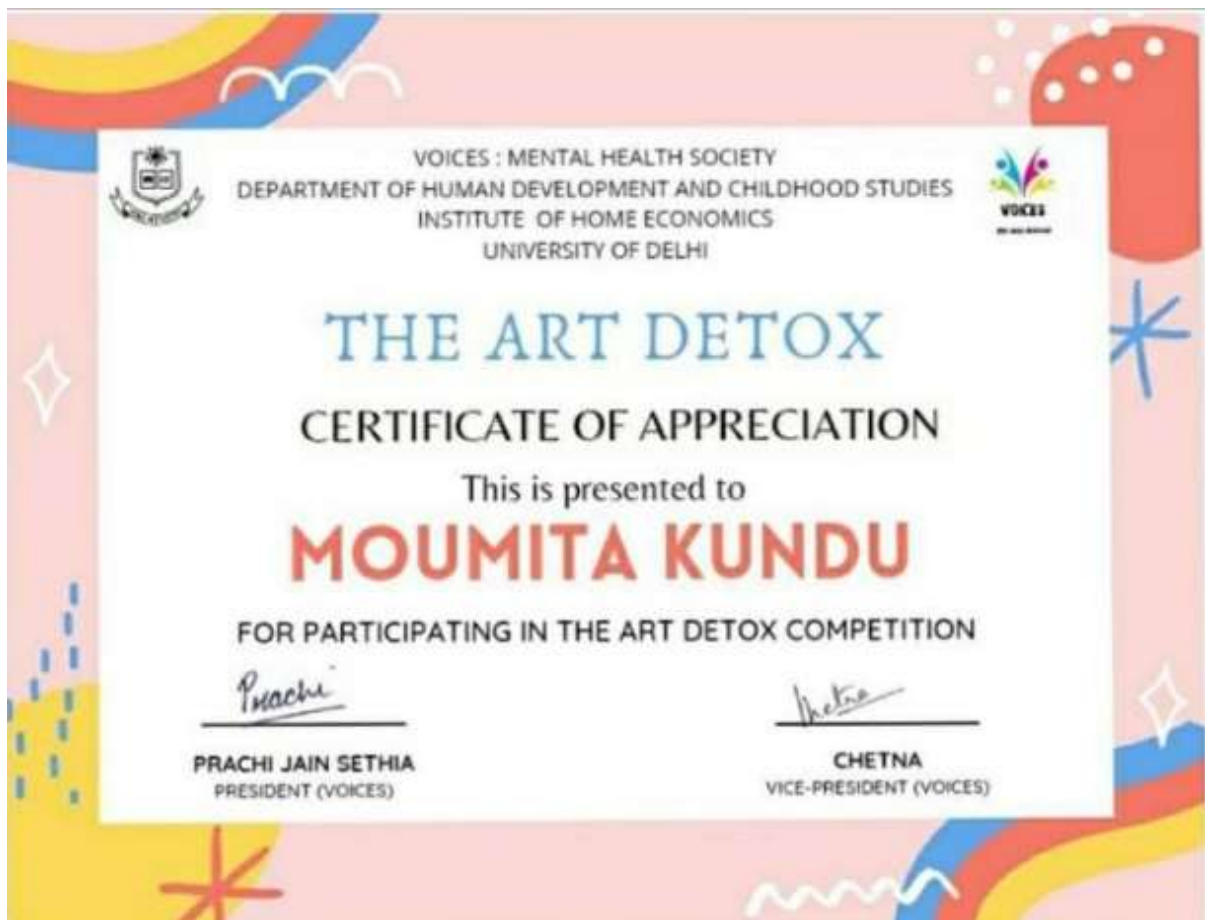 VOICES : MENTAL HEALTH SOCIETY
DEPARTMENT OF HUMAN DEVELOPMENT AND CHILDHOOD STUDIES
INSTITUTE OF HOME ECONOMICS
UNIVERSITY OF DELHI
VOICES
THE ART DETOX
CERTIFICATE OF APPRECIATION
This is presented to
MOUMITA KUNDU
FOR PARTICIPATING IN THE ART DETOX COMPETITION
Prachi
Chetna
PRACHI JAIN SETHIA
CHETNA
PRESIDENT (VOICES)
VICE-PRESIDENT (VOICES)